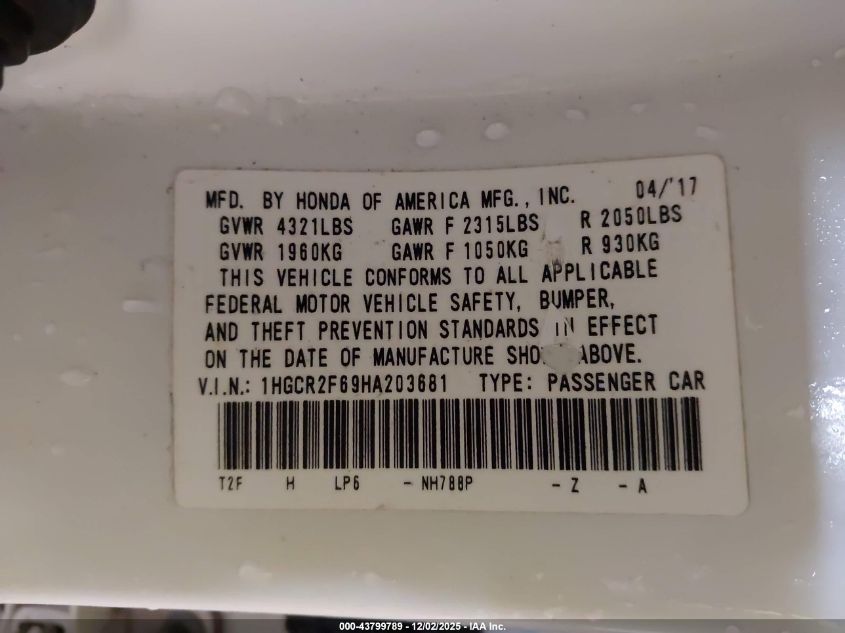 MFD. BY HONDA OF AMERICA MFG., INC. 04/'17
GVWR 4321LBS GAWR F 2315LBS R 2050LBS
GVWR 1960KG GAWR F 1050KG R 930KG
THIS VEHICLE CONFORMS TO ALL APPLICABLE
FEDERAL MOTOR VEHICLE SAFETY, BUMPER,
AND THEFT PREVENTION STANDARDS IN EFFECT
ON THE DATE OF MANUFACTURE SHO ABOVE.
V.I.N.: 1HGCR2F69HA203681 TYPE: PASSENGER CAR
T2F H LP6 - NH788P - Z - A
000-43799789 - 12/02/2025 - IAA Inc.